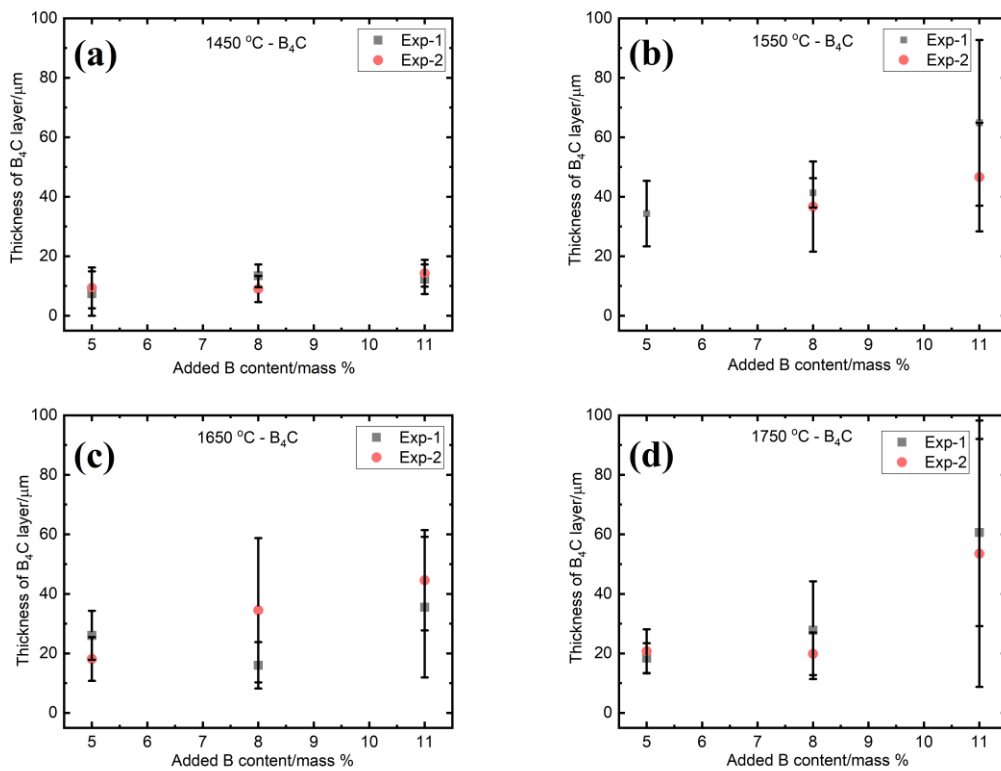 (a)
1450 °C - B₄C
Exp-1
Exp-2
100
80
60
40
20
0
Thickness of B₄C layer/μm
5 6 7 8 9 10 11
Added B content/mass %
(b)
1550 °C - B₄C
Exp-1
Exp-2
100
80
60
40
20
0
Thickness of B₄C layer/μm
5 6 7 8 9 10 11
Added B content/mass %
(c)
1650 °C - B₄C
Exp-1
Exp-2
100
80
60
40
20
0
Thickness of B₄C layer/μm
5 6 7 8 9 10 11
Added B content/mass %
(d)
1750 °C - B₄C
Exp-1
Exp-2
100
80
60
40
20
0
Thickness of B₄C layer/μm
5 6 7 8 9 10 11
Added B content/mass %